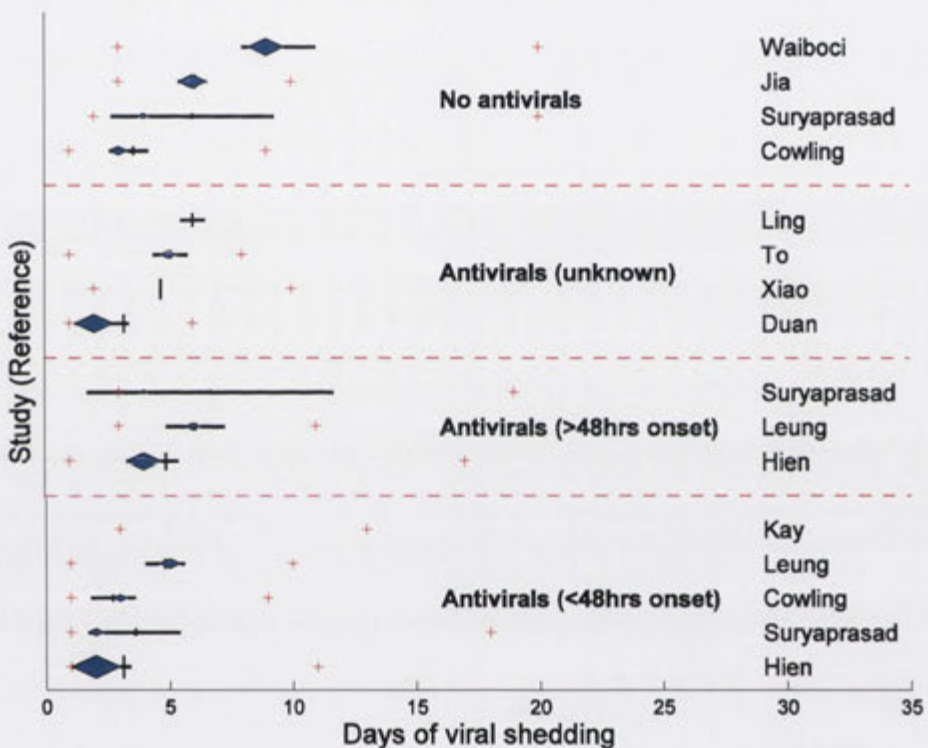 Study (Reference)
Waiboci
Jia
No antivirals
Suryaprasad
Cowling
Ling
To
Antivirals (unknown)
Xiao
Duan
Suryaprasad
Antivirals (>48hrs onset)
Leung
Hien
Kay
Leung
Antivirals (<48hrs onset)
Cowling
Suryaprasad
Hien
0 5 10 15 20 25 30 35
Days of viral shedding